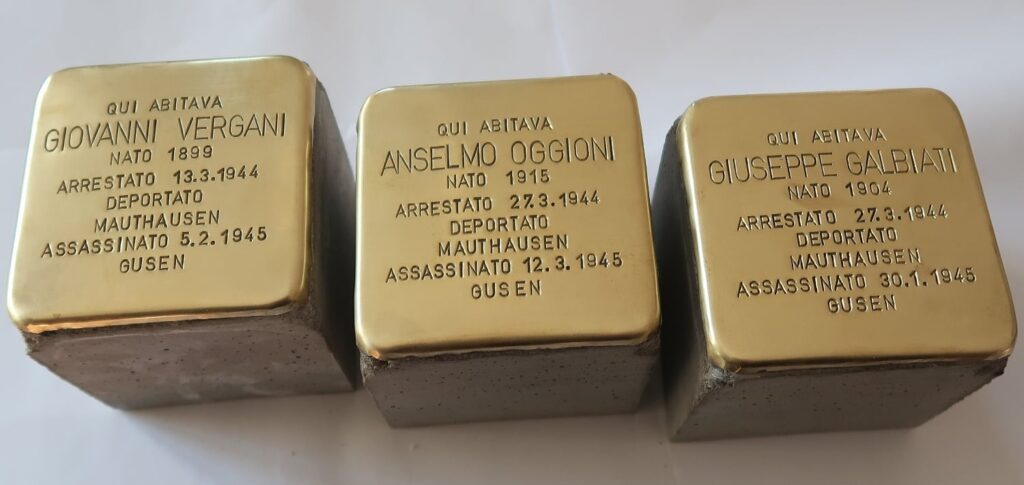 QUI ABITAVA
GIOVANNI VERGANI
NATO 1899
ARRESTATO 13.3.1944
DEPORTATO
MAUTHAUSEN
ASSASSINATO 5.2.1945
GUSEN
QUI ABITAVA
ANSELMO OGGIONI
NATO 1915
ARRESTATO 27.3.1944
DEPORTATO
MAUTHAUSEN
ASSASSINATO 12.3.1945
GUSEN
QUI ABITAVA
GIUSEPPE GALBIATI
NATO 1904
ARRESTATO 27.3.1944
DEPORTATO
MAUTHAUSEN
ASSASSINATO 30.1.1945
GUSEN